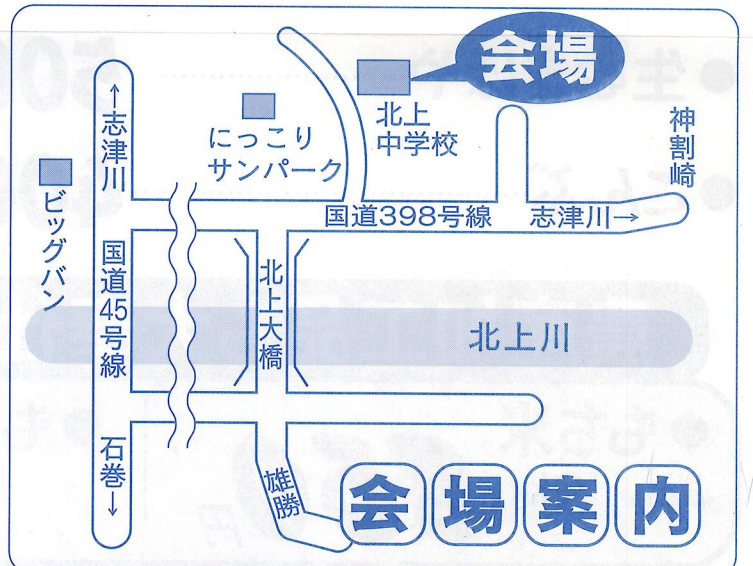 会場
↑志津川
北上
中学校
神割崎
にっこり
サンパーク
ビッグバン
国道398号線
志津川→
国道45号線
北上大橋
北上川
石巻↓
雄勝
会場案内